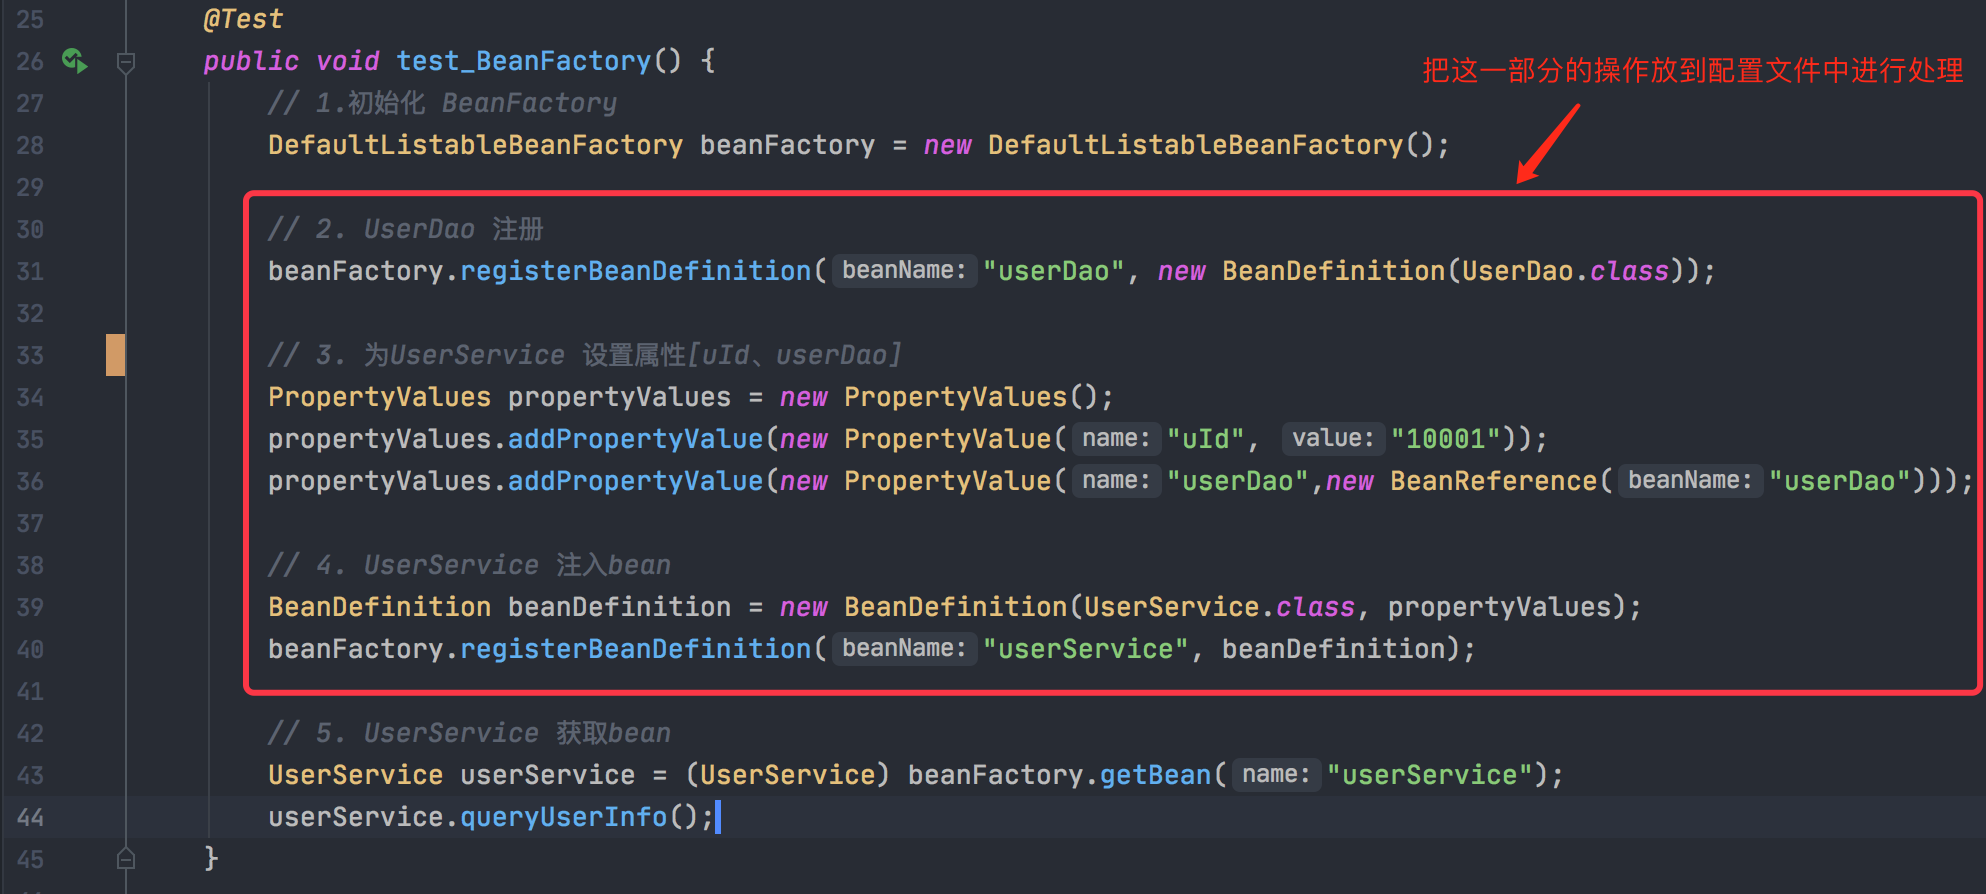 25 @Test
26 public void test_BeanFactory() {
把这一部分的操作放到配置文件中进行处理
27 // 1.初始化 BeanFactory
28 DefaultListableBeanFactory beanFactory = new DefaultListableBeanFactory();
29
30 // 2. UserDao 注册
31 beanFactory.registerBeanDefinition( beanName: "userDao", new BeanDefinition(UserDao.class));
32
33 // 3. 为UserService 设置属性[uId、userDao]
34 PropertyValues propertyValues = new PropertyValues();
35 propertyValues.addPropertyValue(new PropertyValue( name: "uId", value: "10001"));
36 propertyValues.addPropertyValue(new PropertyValue( name: "userDao",new BeanReference( beanName: "userDao")));
37
38 // 4. UserService 注入bean
39 BeanDefinition beanDefinition = new BeanDefinition(UserService.class, propertyValues);
40 beanFactory.registerBeanDefinition( beanName: "userService", beanDefinition);
41
42 // 5. UserService 获取bean
43 UserService userService = (UserService) beanFactory.getBean( name: "userService");
44 userService.queryUserInfo();
45 }